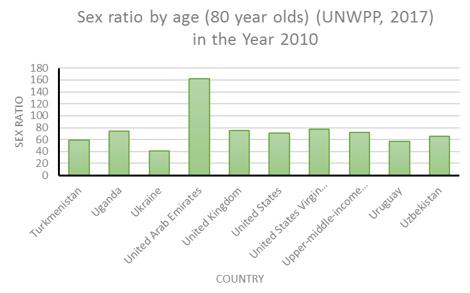 Sex ratio by age (80 year olds) (UNWPP, 2017)
in the Year 2010
SEX RATIO
180
160
140
120
100
80
60
40
20
0
Turkmenistan
Uganda
Ukraine
United Arab Emirates
United Kingdom
United States
United States Virgin...
Upper-middle-income...
Uruguay
Uzbekistan
COUNTRY